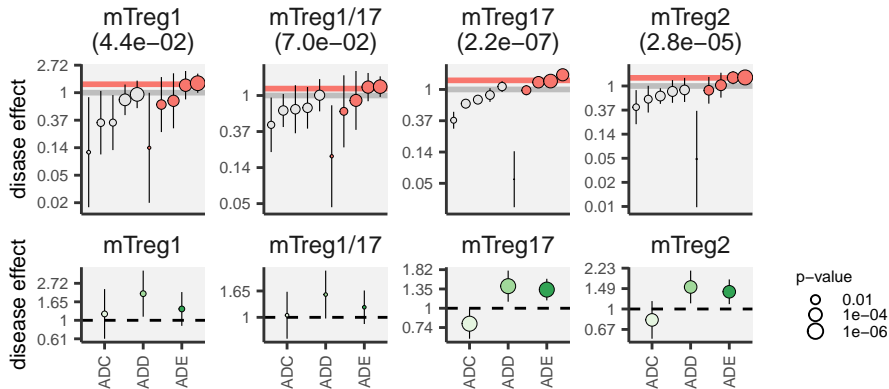 mTreg1
(4.4e−02)
mTreg1/17
(7.0e−02)
mTreg17
(2.2e−07)
mTreg2
(2.8e−05)
disase effect
2.72
1
0.37
0.14
0.05
0.02
1
0.37
0.14
0.05
1
0.37
0.14
0.05
1
0.37
0.14
0.05
0.02
0.01
mTreg1
mTreg1/17
mTreg17
mTreg2
disease effect
2.72
1.65
1
0.61
1.65
1
1.82
1.35
1
0.74
2.23
1.49
1
0.67
ADC
ADD
ADE
ADC
ADD
ADE
ADC
ADD
ADE
ADC
ADD
ADE
p−value
0.01
1e−04
1e−06